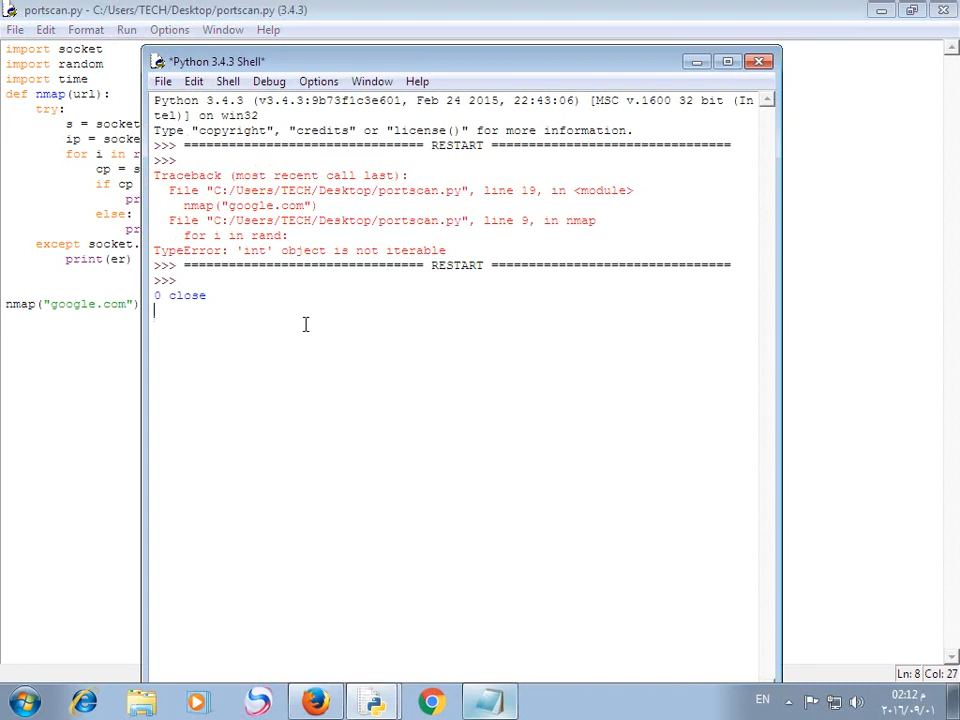 portscan.py - C:/Users/TECH/Desktop/portscan.py (3.4.3)
File Edit Format Run Options Window Help
import socket
import random
import time
def nmap(url):
try:
s = socket
ip = socke
for i in r
cp = s
if cp
pr
else:
pr
except socket.
print(er)
nmap("google.com")
*Python 3.4.3 Shell*
File Edit Shell Debug Options Window Help
Python 3.4.3 (v3.4.3:9b73f1c3e601, Feb 24 2015, 22:43:06) [MSC v.1600 32 bit (In
tel)] on win32
Type "copyright", "credits" or "license()" for more information.
>>> ================================ RESTART ================================
>>>
Traceback (most recent call last):
File "C:/Users/TECH/Desktop/portscan.py", line 19, in <module>
nmap("google.com")
File "C:/Users/TECH/Desktop/portscan.py", line 9, in nmap
for i in rand:
TypeError: 'int' object is not iterable
>>> ================================ RESTART ================================
>>>
0 close
Ln: 8 Col: 27
EN
02:12 م
٢٠١٦/٠٩/٠١